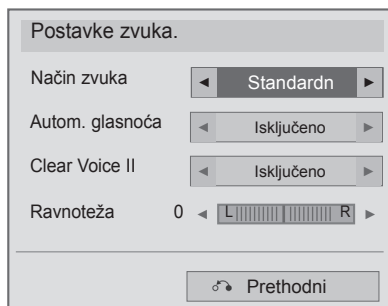 Postavke zvuka.
Način zvuka ◄ Standardn ►
Autom. glasnoća ◄ Isključeno ►
Clear Voice II ◄ Isključeno ►
Ravnoteža 0 ◄ L R ►
Prethodni